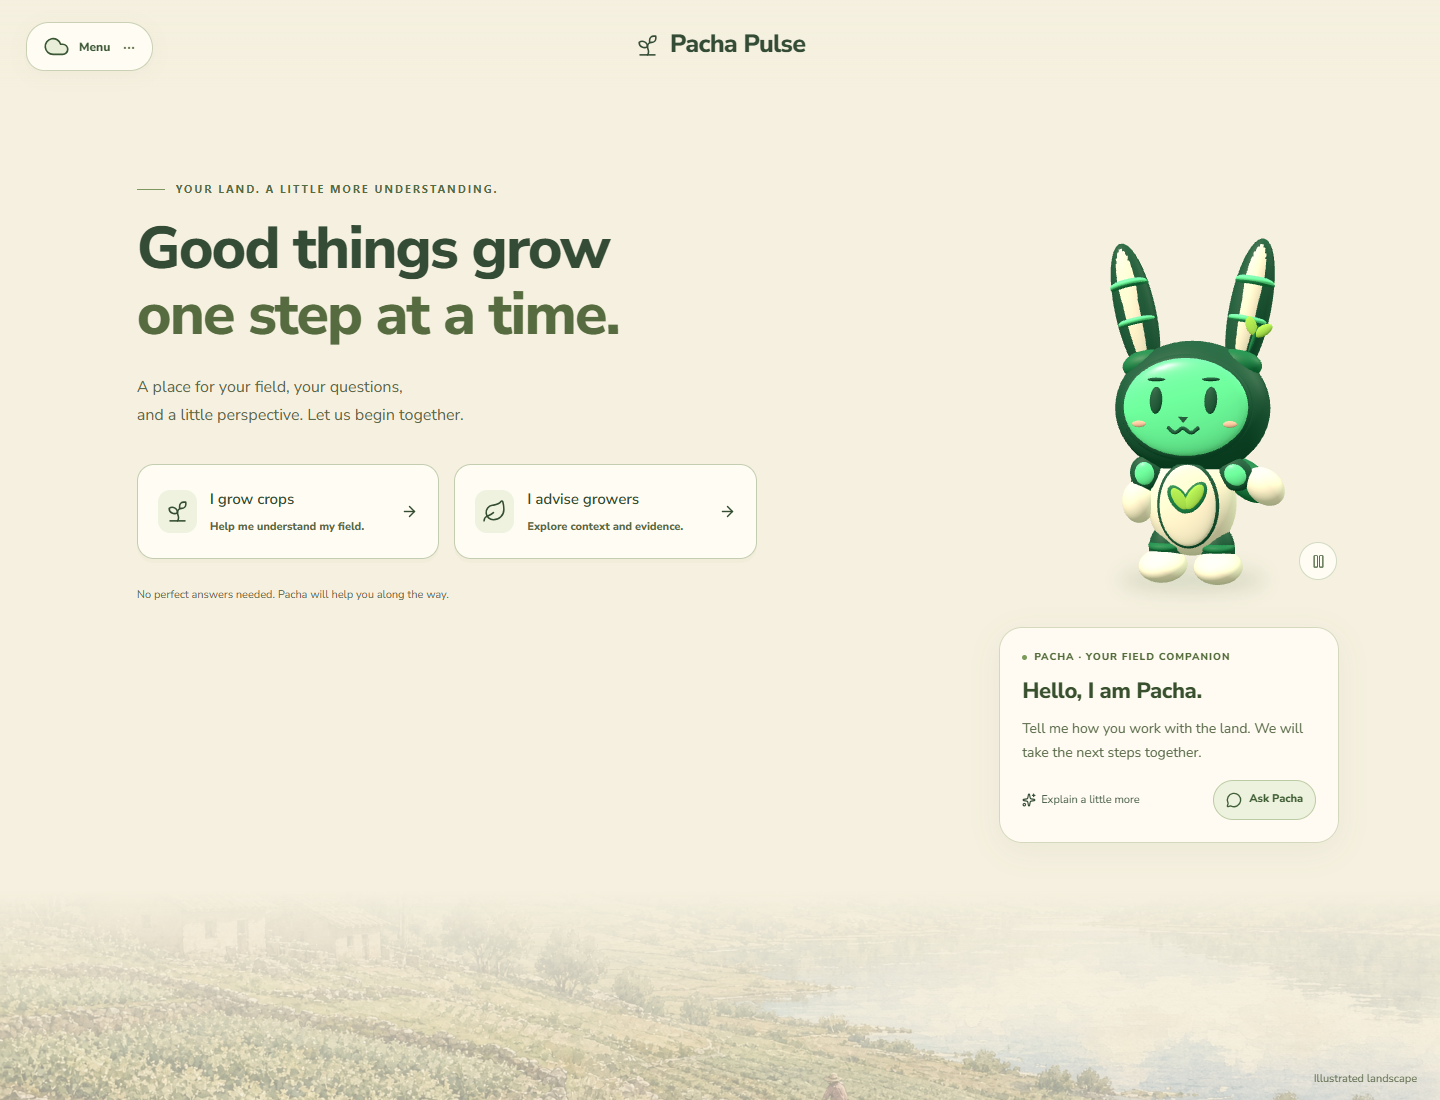 Menu
Pacha Pulse
YOUR LAND. A LITTLE MORE UNDERSTANDING.
Good things grow
one step at a time.
A place for your field, your questions,
and a little perspective. Let us begin together.
I grow crops
Help me understand my field.
I advise growers
Explore context and evidence.
No perfect answers needed. Pacha will help you along the way.
PACHA · YOUR FIELD COMPANION
Hello, I am Pacha.
Tell me how you work with the land. We will
take the next steps together.
Explain a little more
Ask Pacha
Illustrated landscape